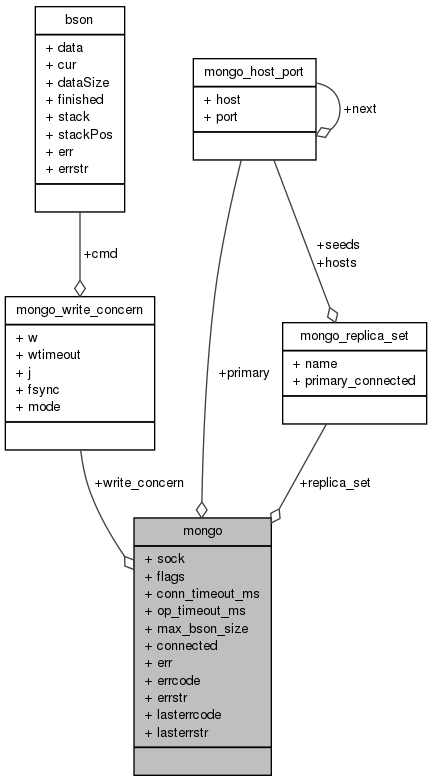 bson
+ data
+ cur
+ dataSize
+ finished
+ stack
+ stackPos
+ err
+ errstr
mongo_host_port
+ host
+ port
+next
+cmd
+seeds
+hosts
mongo_write_concern
+ w
+ wtimeout
+ j
+ fsync
+ mode
mongo_replica_set
+ name
+ primary_connected
+primary
+write_concern
+replica_set
mongo
+ sock
+ flags
+ conn_timeout_ms
+ op_timeout_ms
+ max_bson_size
+ connected
+ err
+ errcode
+ errstr
+ lasterrcode
+ lasterrstr